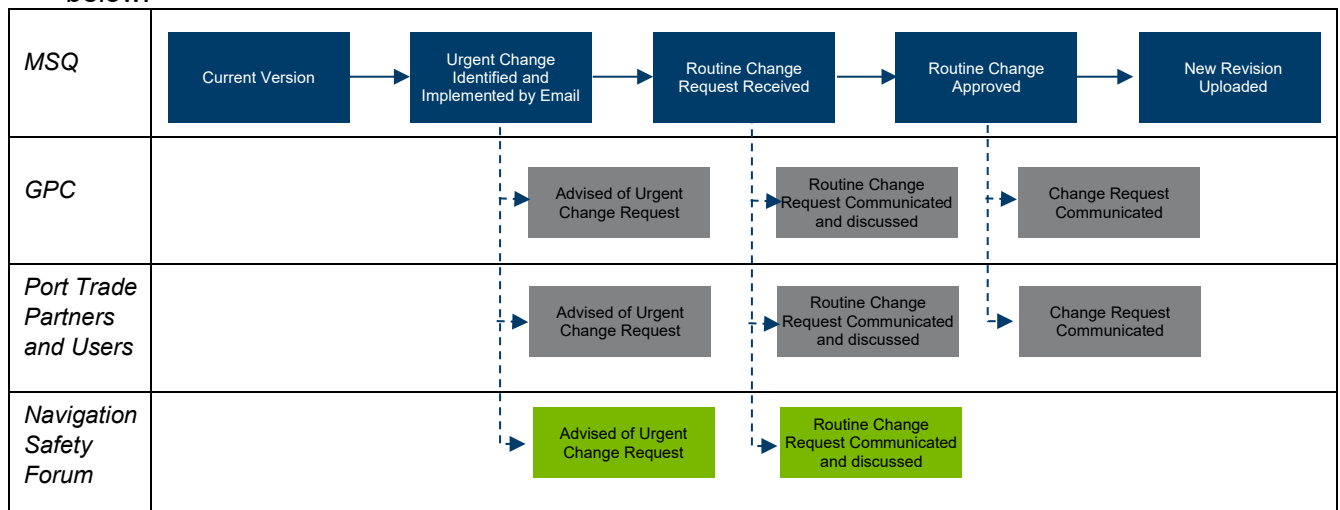 below:
MSQ
Current Version
Urgent Change
Identified and
Implemented by Email
Routine Change
Request Received
Routine Change
Approved
New Revision
Uploaded
GPC
Advised of Urgent
Change Request
Routine Change
Request Communicated
and discussed
Change Request
Communicated
Port Trade
Partners
and Users
Advised of Urgent
Change Request
Routine Change
Request Communicated
and discussed
Change Request
Communicated
Navigation
Safety
Forum
Advised of Urgent
Change Request
Routine Change
Request Communicated
and discussed